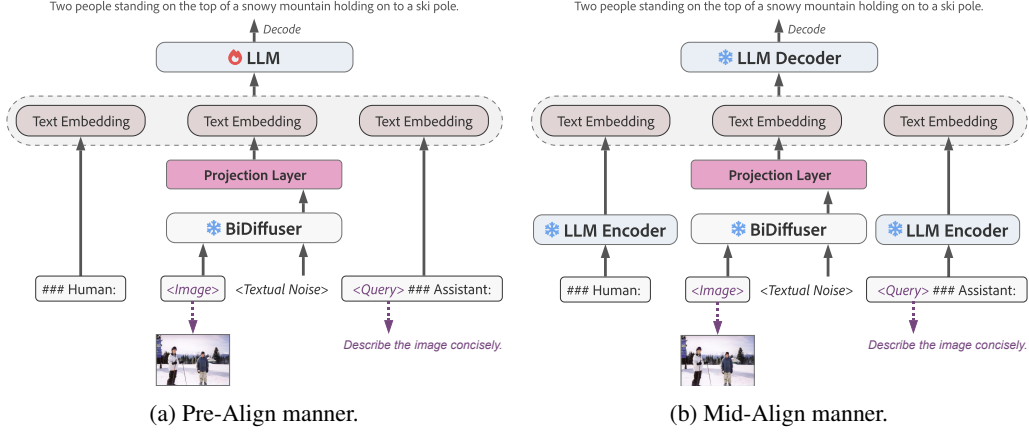 Two people standing on the top of a snowy mountain holding on to a ski pole.
Decode
LLM
Text Embedding
Text Embedding
Text Embedding
Projection Layer
BiDiffuser
### Human:
<Image>
<Textual Noise>
<Query> ### Assistant:
Describe the image concisely.
(a) Pre-Align manner.
Two people standing on the top of a snowy mountain holding on to a ski pole.
Decode
LLM Decoder
Text Embedding
Text Embedding
Text Embedding
Projection Layer
LLM Encoder
BiDiffuser
LLM Encoder
### Human:
<Image>
<Textual Noise>
<Query> ### Assistant:
Describe the image concisely.
(b) Mid-Align manner.